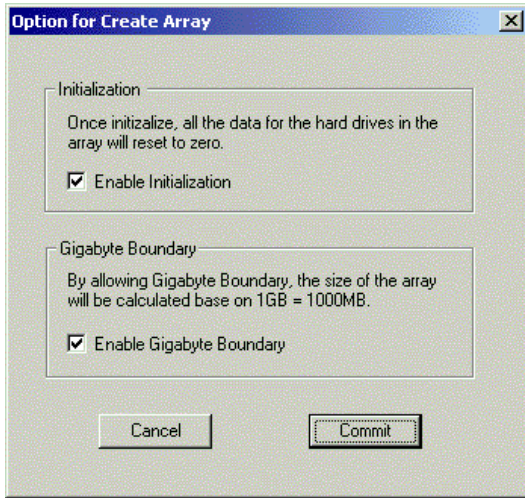 Option for Create Array
Initialization
Once initizalize, all the data for the hard drives in the
array will reset to zero.
Enable Initialization
Gigabyte Boundary
By allowing Gigabyte Boundary, the size of the array
will be calculated base on 1GB = 1000MB.
Enable Gigabyte Boundary
Cancel Commit